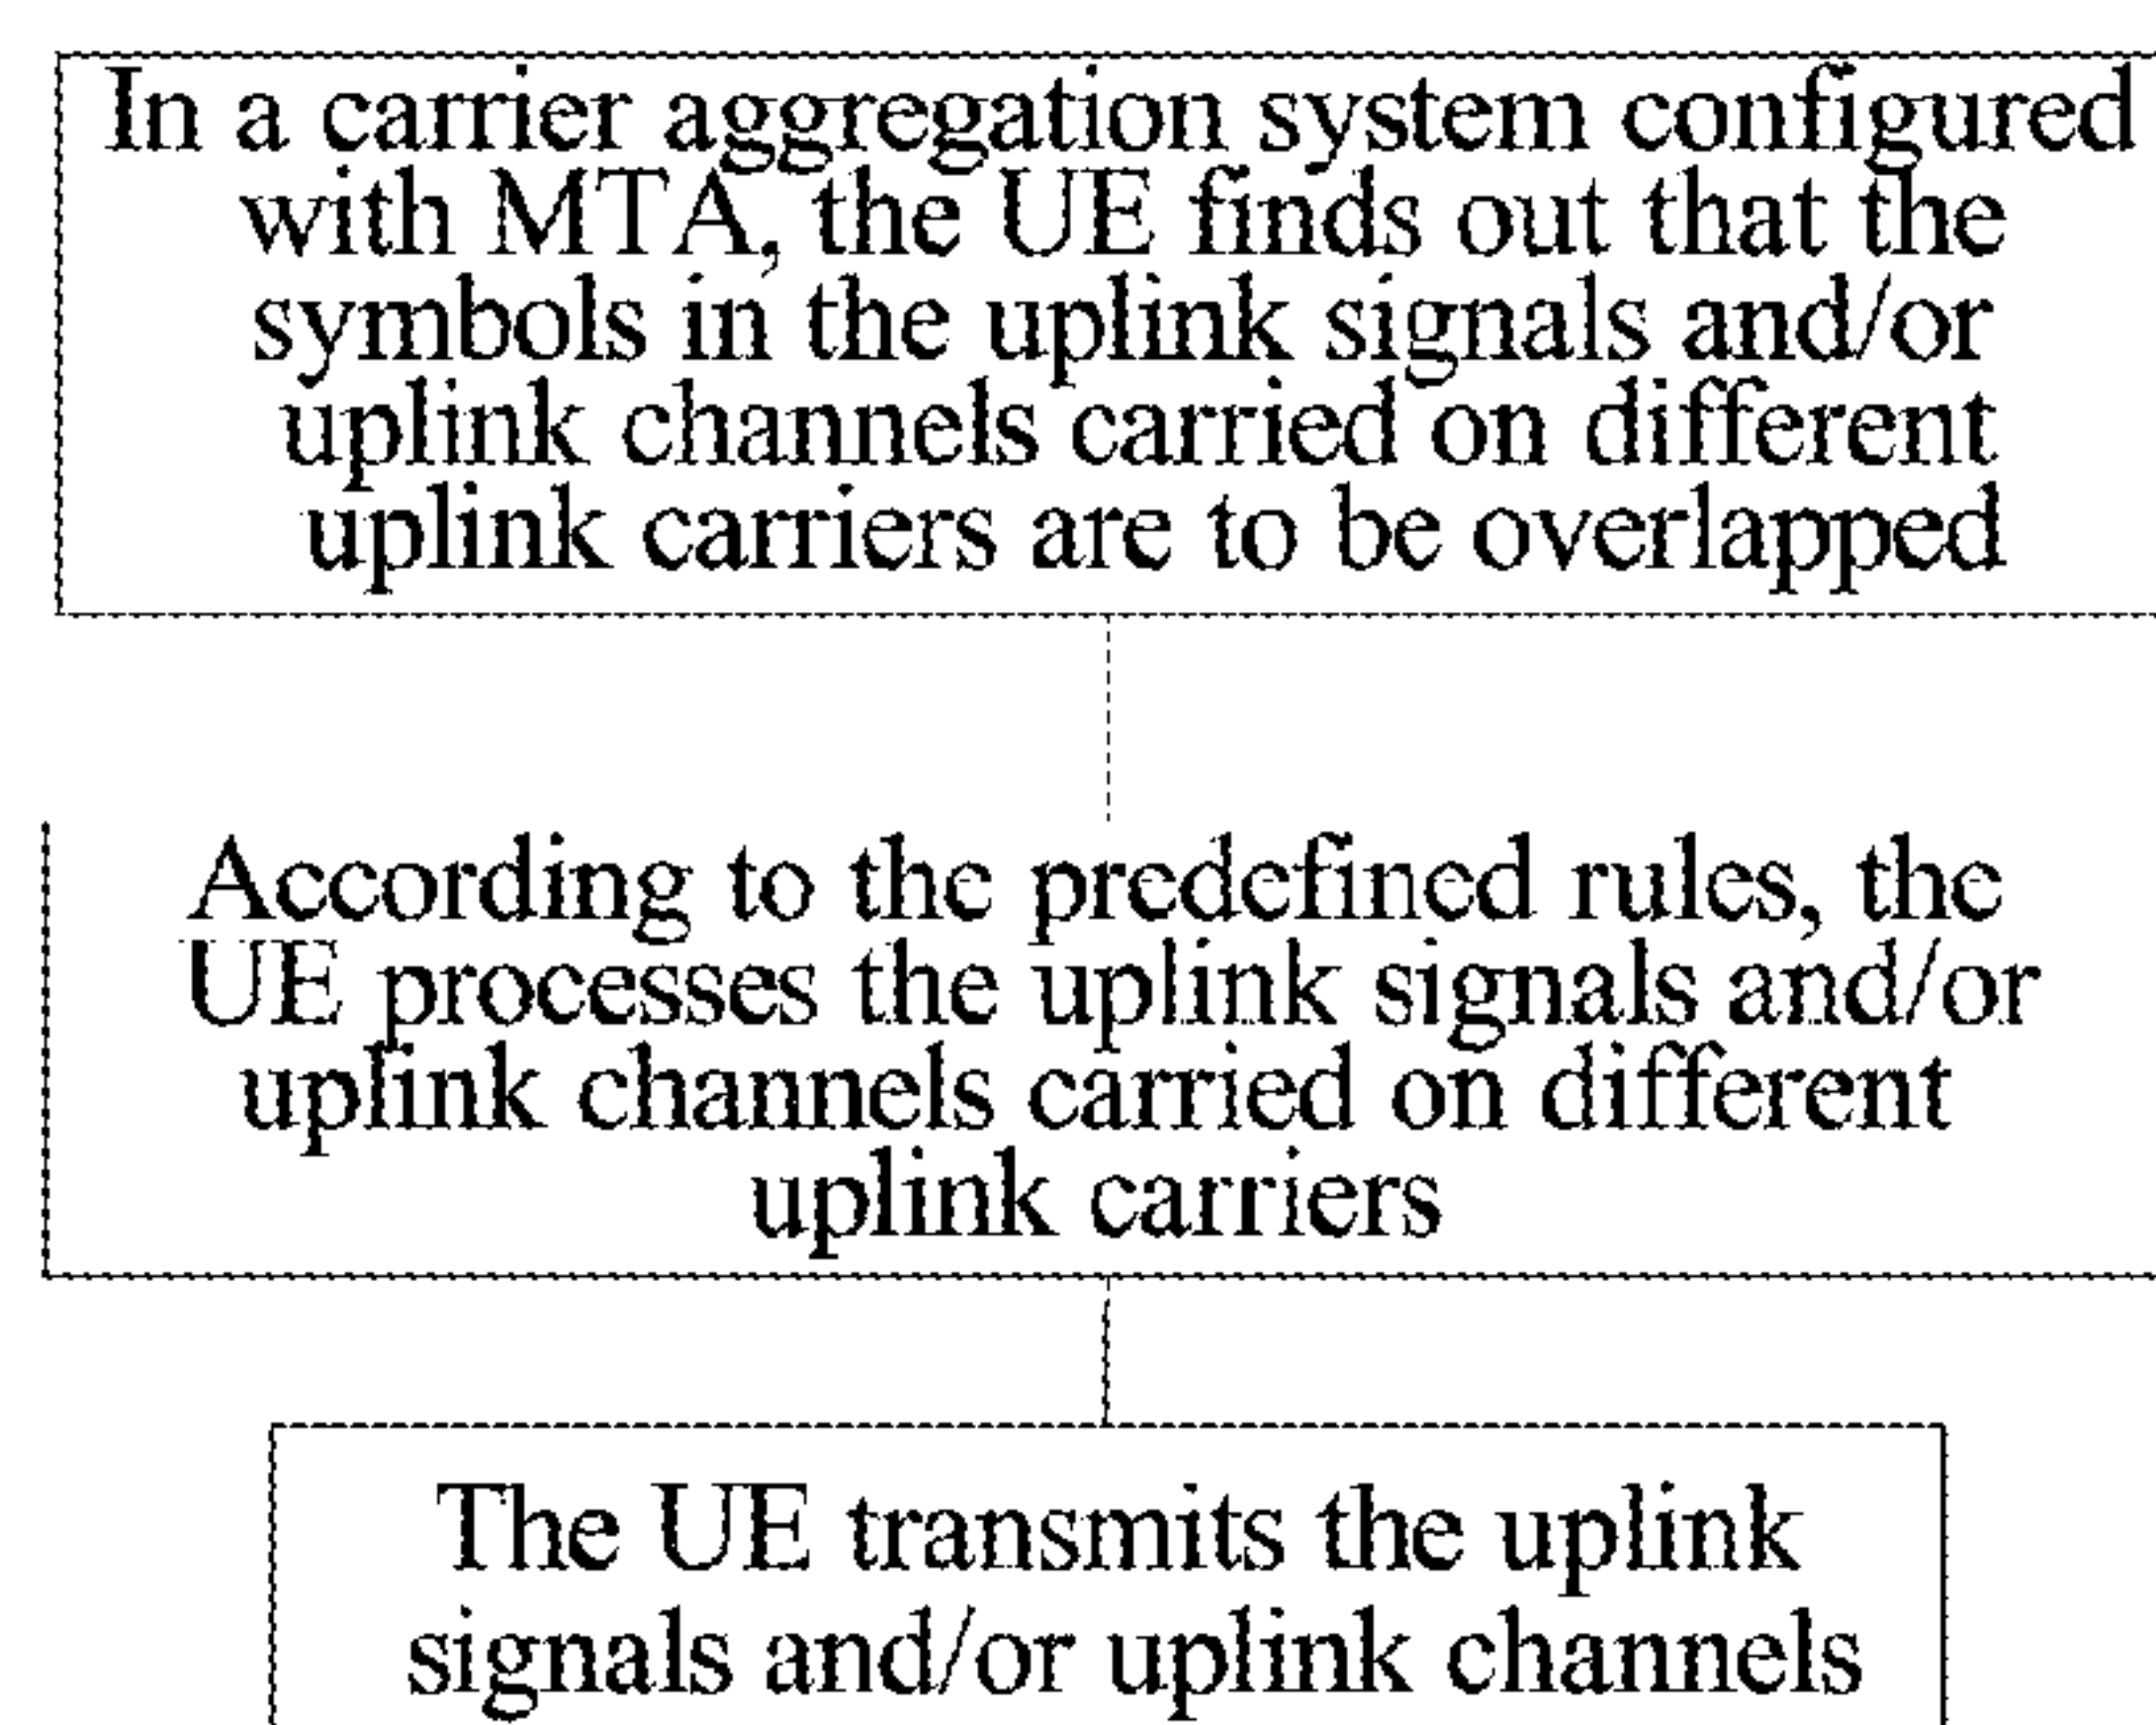 In a carrier aggregation system configured
with MTA, the UE finds out that the
symbols in the uplink signals and/or
uplink channels carried on different
uplink carriers are to be overlapped
According to the predefined rules, the
UE processes the uplink signals and/or
uplink channels carried on different
uplink carriers
The UE transmits the uplink
signals and/or uplink channels